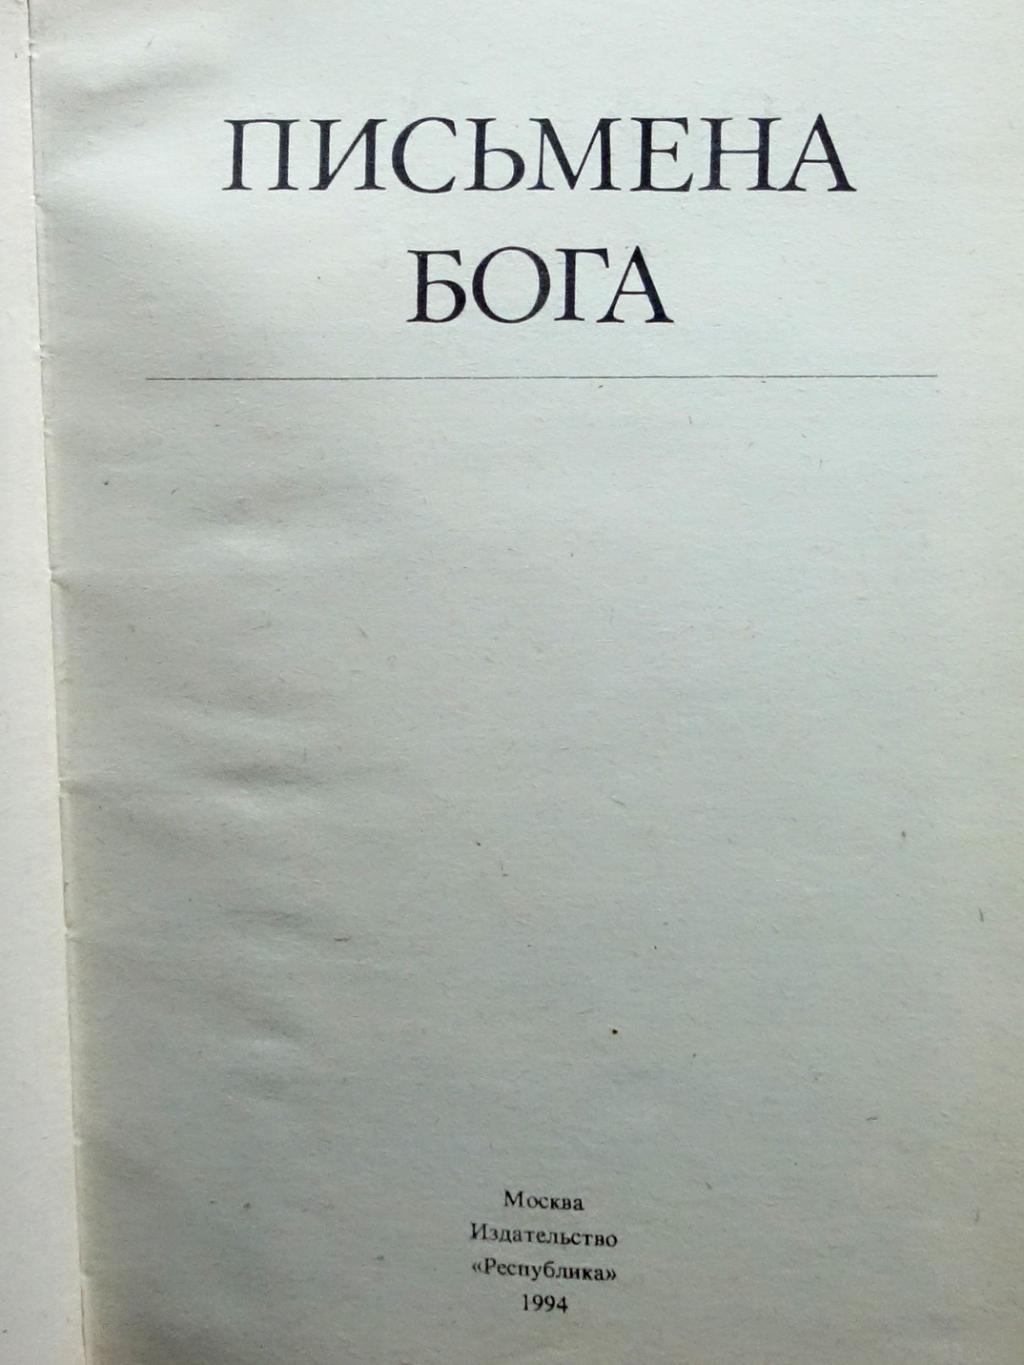 ПИСЬМЕНА
БОГА
Москва
Издательство
«Республика»
1994